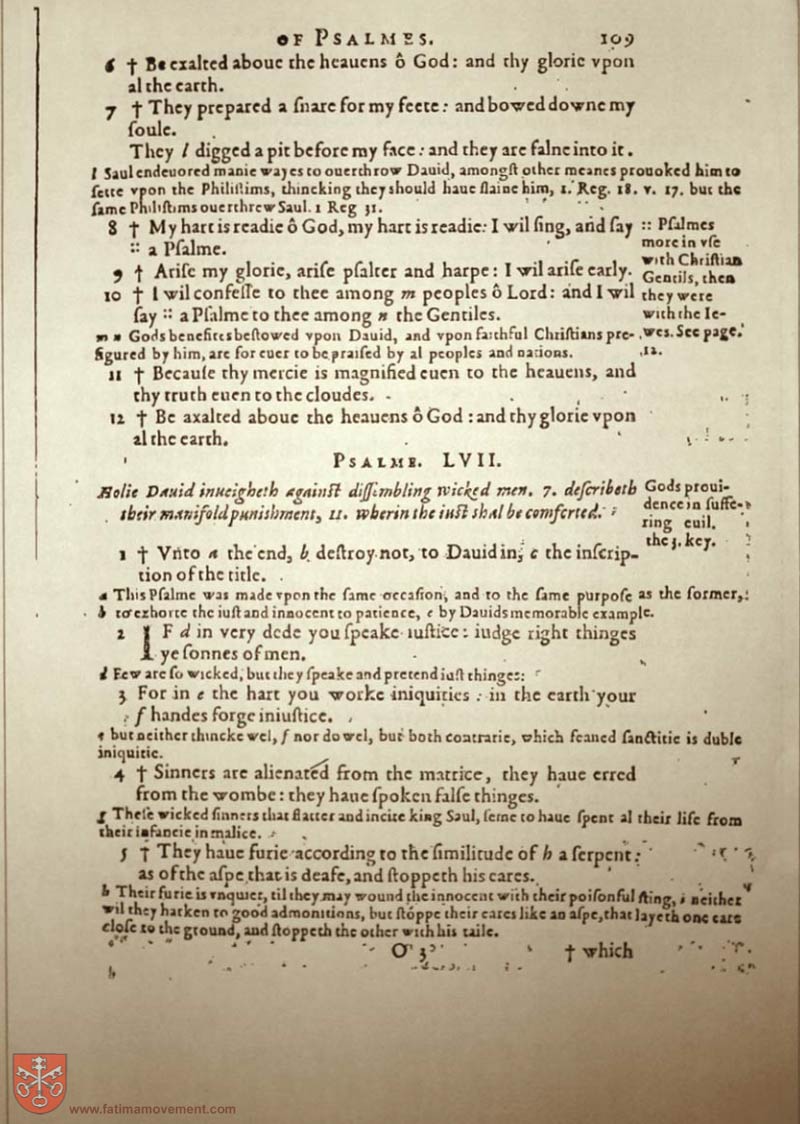 OF PSALMES. 109
6 † Be exalted aboue the heauens ô God: and thy glorie vpon
al the earth.
7 † They prepared a ſnare for my feete: and bowed downe my
ſoule.
They l digged a pit before my face: and they are falne into it.
l Saul endeuored manie wayes to ouerthrow Dauid, amongſt other meanes prouoked him to
ſette vpon the Philiſtims, thincking they should haue ſlaine him, 1. Reg. 18. v. 17. but the
ſame Philiſtims ouerthrew Saul. 1 Reg 31.
8 † My hart is readie ô God, my hart is readie: I wil ſing, and ſay
:: a Pſalme.
:: Pſalmes
more in vſe
with Chriſtian
Gentils, then
they were
with the Ie-
wes. See page.
12.
9 † Ariſe my glorie, ariſe pſalter and harpe: I wil ariſe early.
10 † I wil confeſſe to thee among m peoples ô Lord: and I wil
ſay :: a Pſalme to thee among n the Gentiles.
m n Gods benefites beſtowed vpon Dauid, and vpon faithful Chriſtians pre-
figured by him, are for euer to be praiſed by al peoples and nations.
11 † Becauſe thy mercie is magnified euen to the heauens, and
thy truth euen to the cloudes.
12 † Be axalted aboue the heauens ô God: and thy glorie vpon
al the earth.
PSALME. LVII.
Holie Dauid inueigheth againſt diſſimbling wicked men. 7. deſcribeth
their manifold punishment, 11. wherin the iuſt shal be comforted.
Gods proui-
dence in ſuffe-
ring euil.
the 3. key.
1 † Vnto a the end, b deſtroy not, to Dauid in, c the inſcrip-
tion of the title.
a This Pſalme was made vpon the ſame occaſion, and to the ſame purpoſe as the former,
b to exhorte the iuſt and innocent to patience, c by Dauids memorable example.
2 IF d in very dede you ſpeake iuſtice: iudge right thinges
ye ſonnes of men.
d Few are ſo wicked, but they ſpeake and pretend iuſt thinges:
3 For in e the hart you worke iniquities: in the earth your
f handes forge iniuſtice.
e but neither thincke wel, f nor do wel, but both contrarie, which feaned ſanctitie is duble
iniquitie.
4 † Sinners are alienated from the matrice, they haue erred
from the wombe: they haue ſpoken falſe thinges.
g Theſe wicked ſinners that flatter and incite king Saul, ſeme to haue ſpent al their life from
their infancie in malice.
5 † They haue furie according to the ſimilitude of h a ſerpent:
as of the aſpe that is deafe, and ſtoppeth his eares.
h Their furie is vnquiet, til they may wound the innocent with their poiſonful ſting, i neither
wil they harken to good admonitions, but ſtoppe their eares like an aſpe, that layeth one eare
cloſe to the ground, and ſtoppeth the other with his taile.
O 3 † which
www.fatimamovement.com